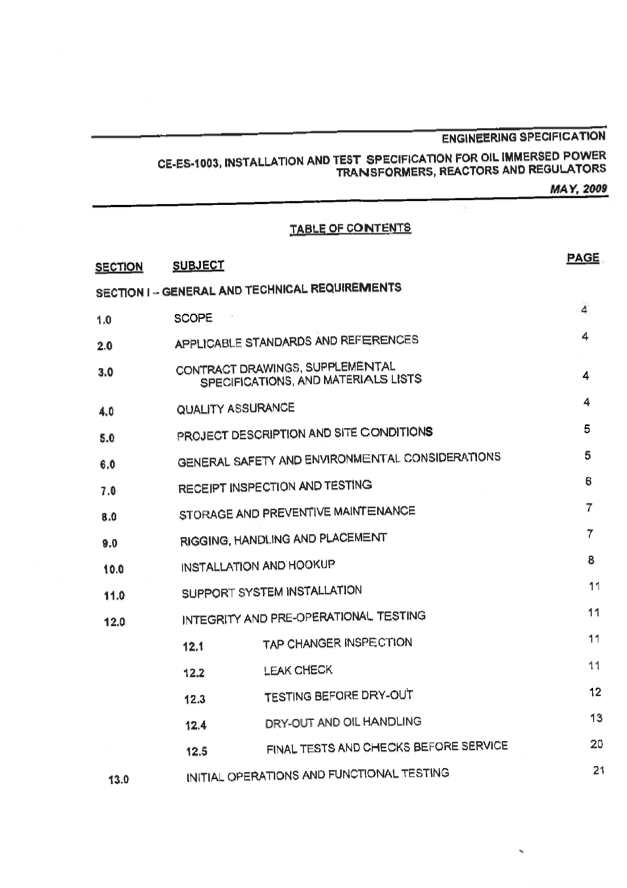 ENGINEERING SPECIFICATION
CE-ES-1003, INSTALLATION AND TEST SPECIFICATION FOR OIL IMMERSED POWER
TRANSFORMERS, REACTORS AND REGULATORS
MAY, 2009
TABLE OF CONTENTS
SECTION SUBJECT PAGE
SECTION I – GENERAL AND TECHNICAL REQUIREMENTS
1.0 SCOPE 4
2.0 APPLICABLE STANDARDS AND REFERENCES 4
3.0 CONTRACT DRAWINGS, SUPPLEMENTAL
SPECIFICATIONS, AND MATERIALS LISTS 4
4.0 QUALITY ASSURANCE 4
5.0 PROJECT DESCRIPTION AND SITE CONDITIONS 5
6.0 GENERAL SAFETY AND ENVIRONMENTAL CONSIDERATIONS 5
7.0 RECEIPT INSPECTION AND TESTING 6
8.0 STORAGE AND PREVENTIVE MAINTENANCE 7
9.0 RIGGING, HANDLING AND PLACEMENT 7
10.0 INSTALLATION AND HOOKUP 8
11.0 SUPPORT SYSTEM INSTALLATION 11
12.0 INTEGRITY AND PRE-OPERATIONAL TESTING 11
12.1 TAP CHANGER INSPECTION 11
12.2 LEAK CHECK 11
12.3 TESTING BEFORE DRY-OUT 12
12.4 DRY-OUT AND OIL HANDLING 13
12.5 FINAL TESTS AND CHECKS BEFORE SERVICE 20
13.0 INITIAL OPERATIONS AND FUNCTIONAL TESTING 21